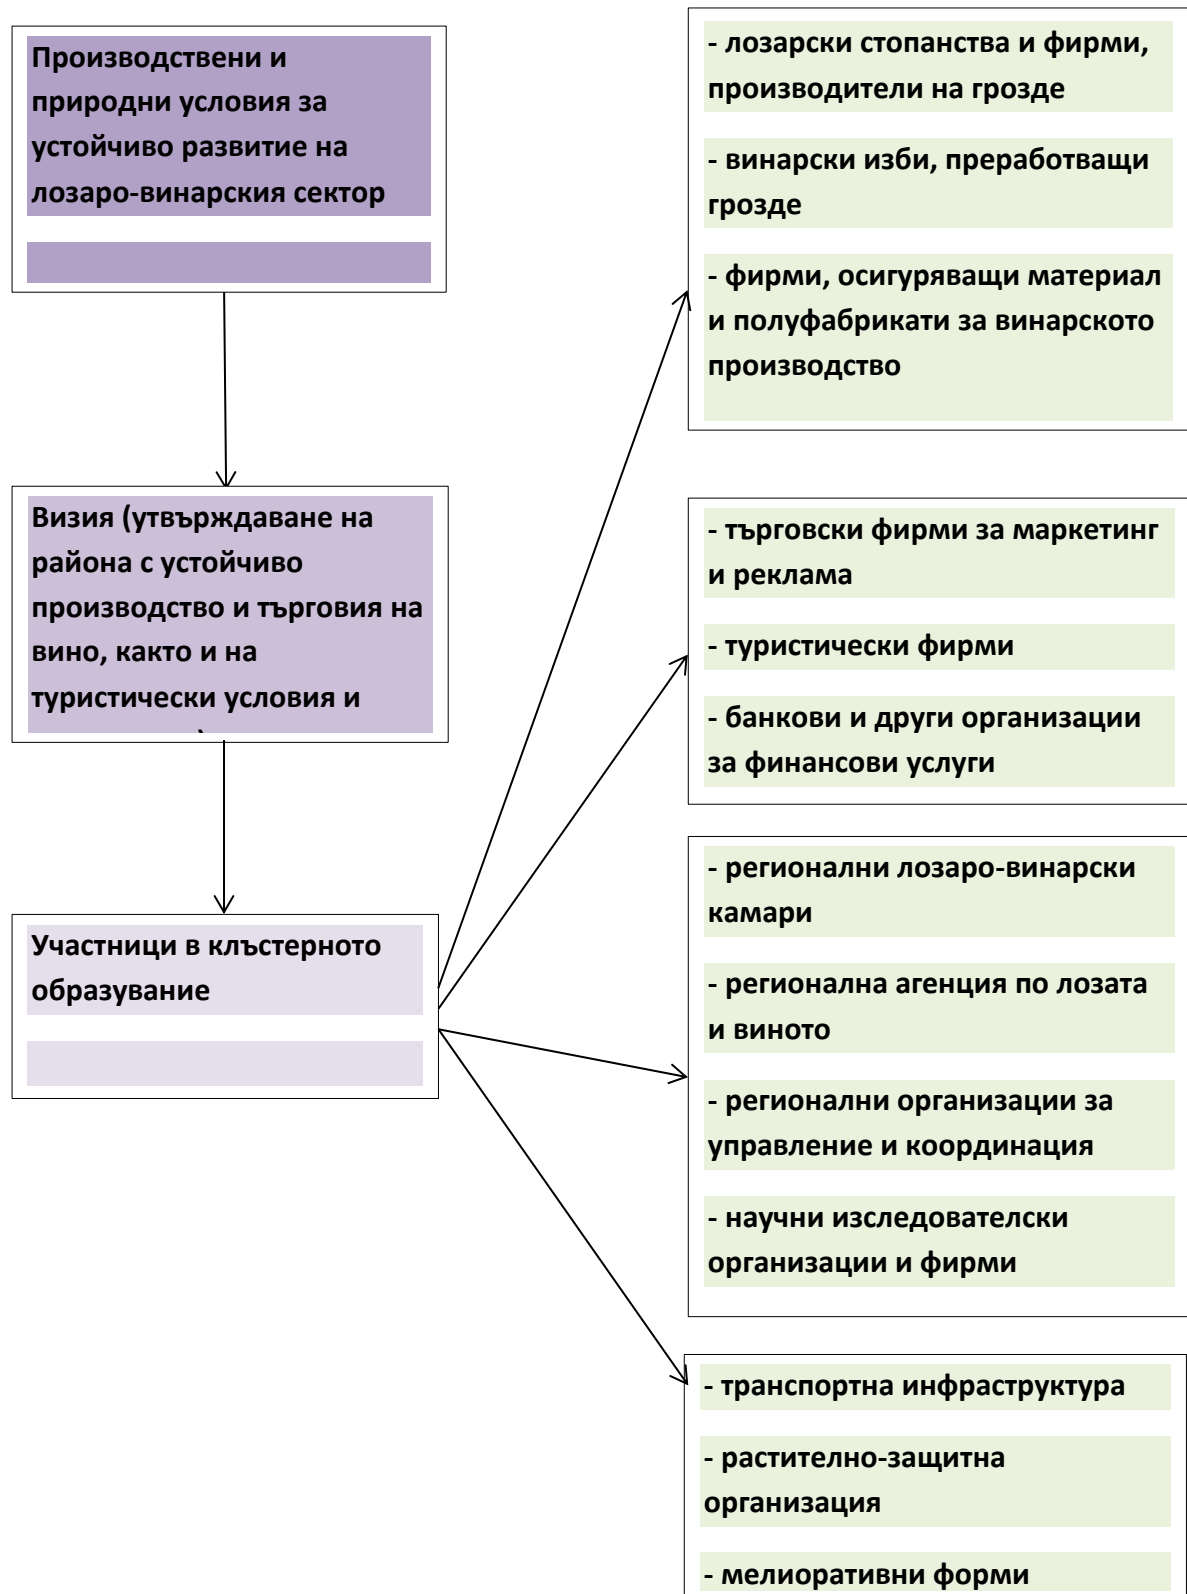 Производствени и
природни условия за
устойчиво развитие на
лозаро-винарския сектор
Визия (утвърждаване на
района с устойчиво
производство и търговия на
вино, както и на
туристически условия и
Участници в клъстерното
образувание
- лозарски стопанства и фирми,
производители на грозде
- винарски изби, преработващи
грозде
- фирми, осигуряващи материал
и полуфабрикати за винарското
производство
- търговски фирми за маркетинг
и реклама
- туристически фирми
- банкови и други организации
за финансови услуги
- регионални лозаро-винарски
камари
- регионална агенция по лозата
и виното
- регионални организации за
управление и координация
- научни изследователски
организации и фирми
- транспортна инфраструктура
- растително-защитна
организация
- мелиоративни форми